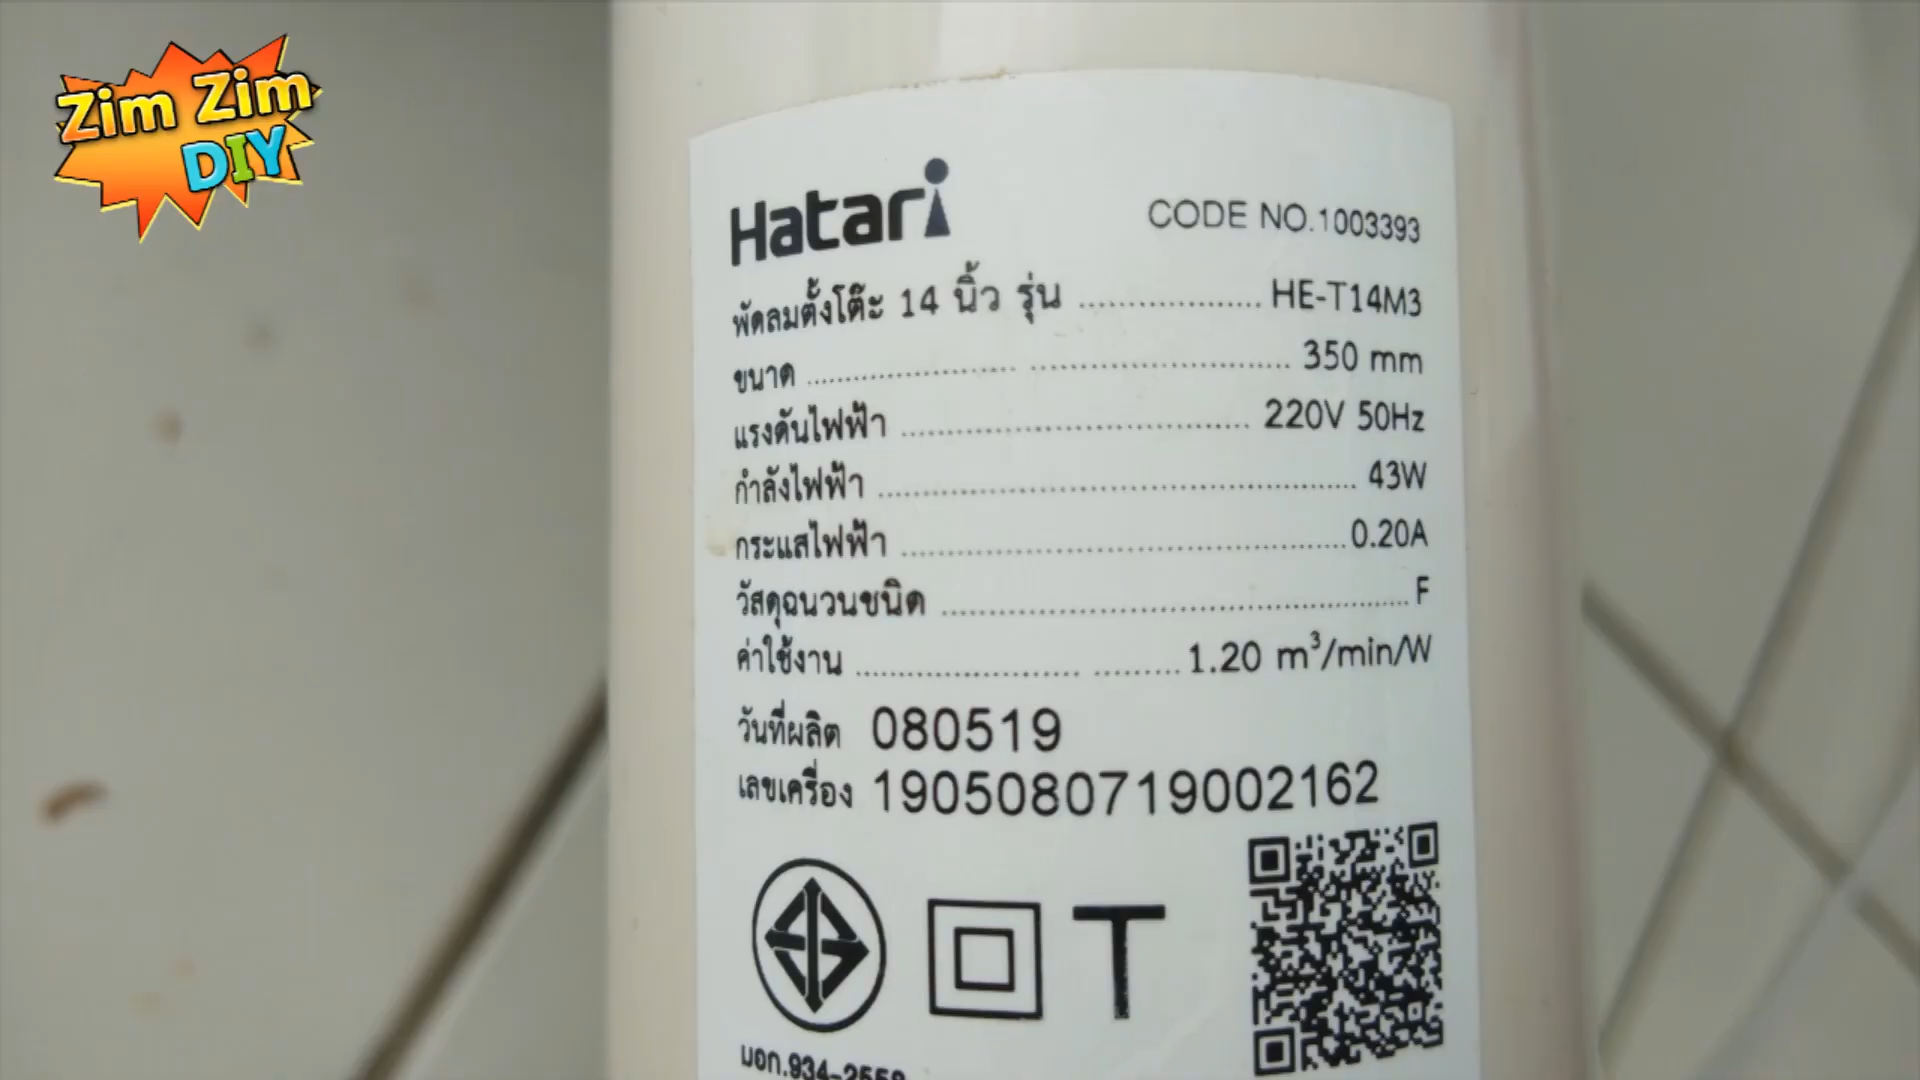 Zim Zim
DIY
Hatari
CODE NO.1003393
พัดลมตั้งโต๊ะ 14 นิ้ว รุ่น .................... HE-T14M3
ขนาด .................... 350 mm
แรงดันไฟฟ้า .................... 220V 50Hz
กำลังไฟฟ้า .................... 43W
กระแสไฟฟ้า .................... 0.20A
วัสดุฉนวนชนิด .................... F
ค่าใช้งาน .................... 1.20 m³/min/W
วันที่ผลิต 080519
เลขเครื่อง 1905080719002162
T
มอก.934-2558